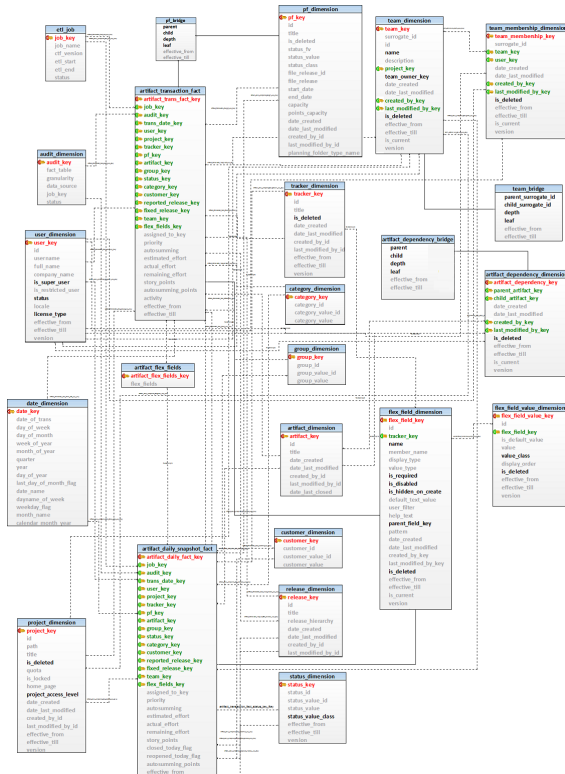 etl_job
job_key
job_name
ctf_version
etl_start
etl_end
status
pf_bridge
parent
child
depth
leaf
effective_from
effective_till
pf_dimension
pf_key
id
title
is_deleted
status_fv
status_value
status_class
file_release_id
file_release
start_date
end_date
capacity
points_capacity
date_created
date_last_modified
created_by_id
last_modified_by_id
planning_folder_type_name
team_dimension
team_key
surrogate_id
id
name
description
project_key
team_owner_key
date_created
date_last_modified
created_by_key
last_modified_by_key
is_deleted
effective_from
effective_till
is_current
version
team_membership_dimension
team_membership_key
surrogate_id
team_key
user_key
date_created
date_last_modified
created_by_key
last_modified_by_key
is_deleted
effective_from
effective_till
is_current
version
artifact_transaction_fact
artifact_trans_fact_key
job_key
audit_key
trans_date_key
user_key
project_key
tracker_key
pf_key
artifact_key
group_key
status_key
category_key
customer_key
reported_release_key
fixed_release_key
team_key
flex_fields_key
assigned_to_key
priority
autosumming
estimated_effort
actual_effort
remaining_effort
story_points
autosumming_points
activity
effective_from
effective_till
audit_dimension
audit_key
fact_table
granularity
data_source
job_key
status
tracker_dimension
tracker_key
id
title
is_deleted
date_created
date_last_modified
created_by_id
last_modified_by_id
effective_from
effective_till
team_bridge
parent_surrogate_id
child_surrogate_id
depth
leaf
effective_from
effective_till
user_dimension
user_key
id
username
full_name
company_name
is_super_user
is_restricted_user
status
locale
license_type
effective_from
effective_till
version
artifact_dependency_bridge
parent
child
depth
leaf
effective_from
effective_till
artifact_dependency_dimension
artifact_dependency_key
parent_artifact_key
child_artifact_key
date_created
date_last_modified
created_by_key
last_modified_by_key
is_deleted
effective_from
effective_till
is_current
version
category_dimension
category_key
category_id
category_value_id
category_value
group_dimension
group_key
group_id
group_value_id
group_value
artifact_flex_fields
artifact_flex_fields_key
flex_fields
date_dimension
date_key
date_of_trans
day_of_week
day_of_month
week_of_year
month_of_year
quarter
year
day_of_year
last_day_of_month_flag
date_name
dayname_of_week
weekday_flag
month_name
calendar_month_year
artifact_dimension
artifact_key
id
title
date_created
date_last_modified
created_by_id
last_modified_by_id
date_last_closed
flex_field_dimension
flex_field_key
id
tracker_key
name
member_name
display_type
value_type
is_required
is_disabled
is_hidden_on_create
default_text_value
user_filter
help_text
parent_field_key
pattern
date_created
date_last_modified
created_by_key
last_modified_by_key
is_deleted
effective_from
effective_till
is_current
version
flex_field_value_dimension
flex_field_value_key
id
flex_field_key
is_default_value
value
value_class
display_order
is_deleted
effective_from
effective_till
version
artifact_daily_snapshot_fact
artifact_daily_fact_key
job_key
audit_key
trans_date_key
user_key
project_key
tracker_key
pf_key
artifact_key
group_key
status_key
category_key
customer_key
reported_release_key
fixed_release_key
team_key
flex_fields_key
assigned_to_key
priority
autosumming
estimated_effort
actual_effort
remaining_effort
story_points
closed_today_flag
reopened_today_flag
autosumming_points
effective_from
customer_dimension
customer_key
customer_id
customer_value_id
customer_value
release_dimension
release_key
id
title
release_hierarchy
date_created
date_last_modified
created_by_id
last_modified_by_id
project_dimension
project_key
id
path
title
is_deleted
quota
is_locked
home_page
project_access_level
date_created
date_last_modified
created_by_id
last_modified_by_id
effective_from
effective_till
version
status_dimension
status_key
status_id
status_value_id
status_value
status_value_class
effective_from
effective_till
version